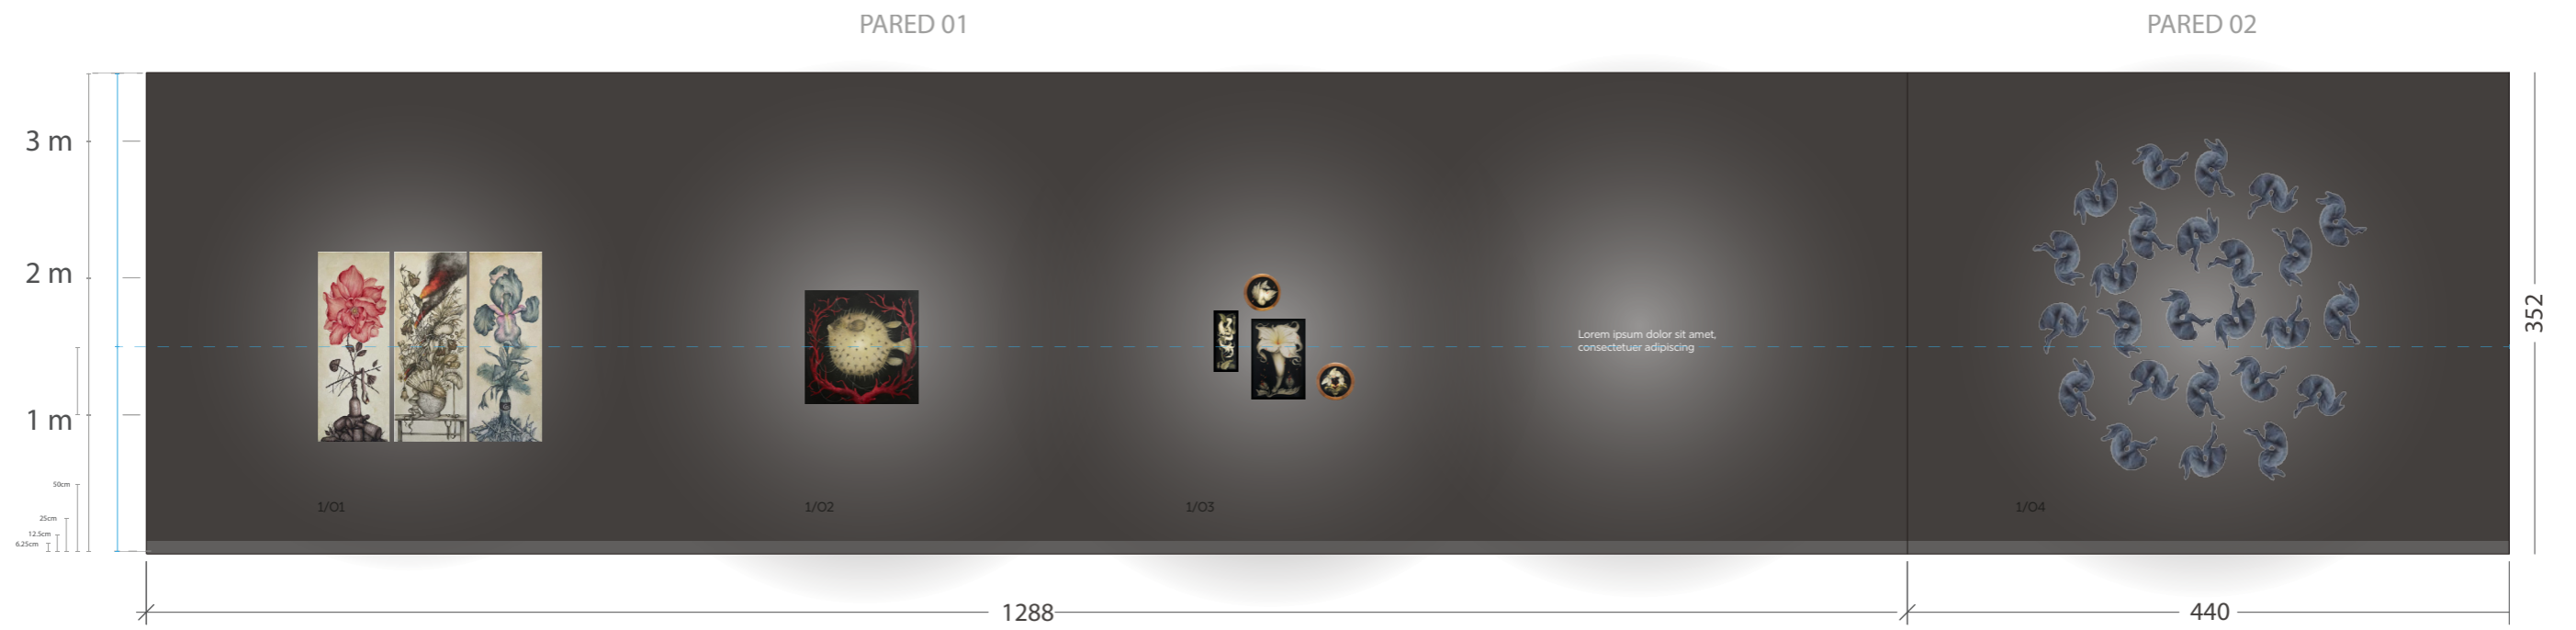 PARED 01
PARED 02
3 m
2 m
1 m
50cm
25cm
12.5cm
6.25cm
Lorem ipsum dolor sit amet,
consectetuer adipiscing
1/01
1/02
1/03
1/04
352
1288
440